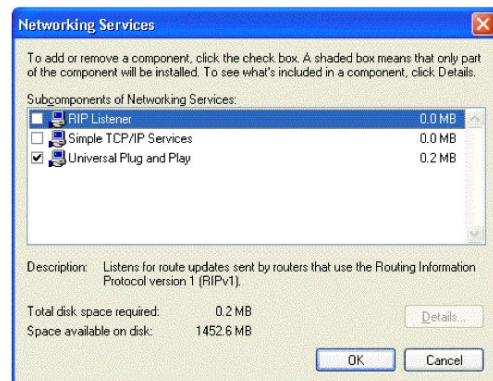 Networking Services
To add or remove a component, click the check box. A shaded box means that only part
of the component will be installed. To see what's included in a component, click Details.
Subcomponents of Networking Services:
RIP Listener 0.0 MB
Simple TCP/IP Services 0.0 MB
Universal Plug and Play 0.2 MB
Description: Listens for route updates sent by routers that use the Routing Information
Protocol version 1 (RIPv1).
Total disk space required: 0.2 MB
Space available on disk: 1452.6 MB
Details...
OK Cancel